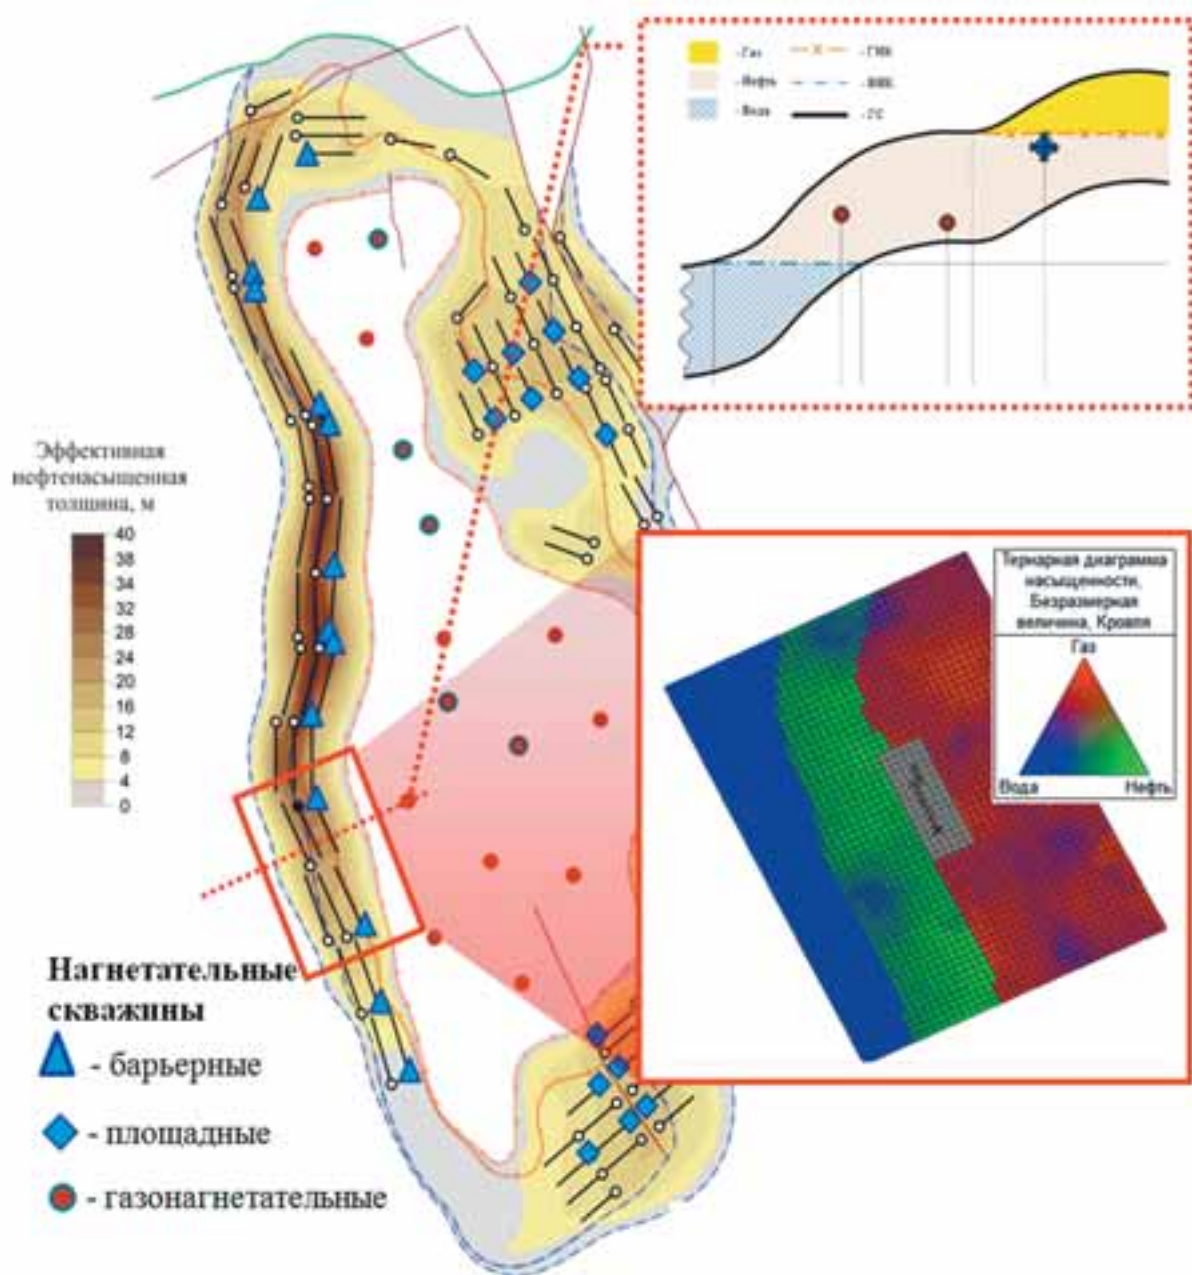 - Газ
- ГНК
- Нефть
- ВНК
- Вода
- ГС
Эффективная
нефтенасыщенная
толщина, м
40
38
34
32
28
24
20
16
12
8
4
0
Тернарная диаграмма
насыщенности,
Безразмерная
величина, Кровля
Газ
Вода
Нефть
Нагнетательные
скважины
- барьерные
- площадные
- газонагнетательные